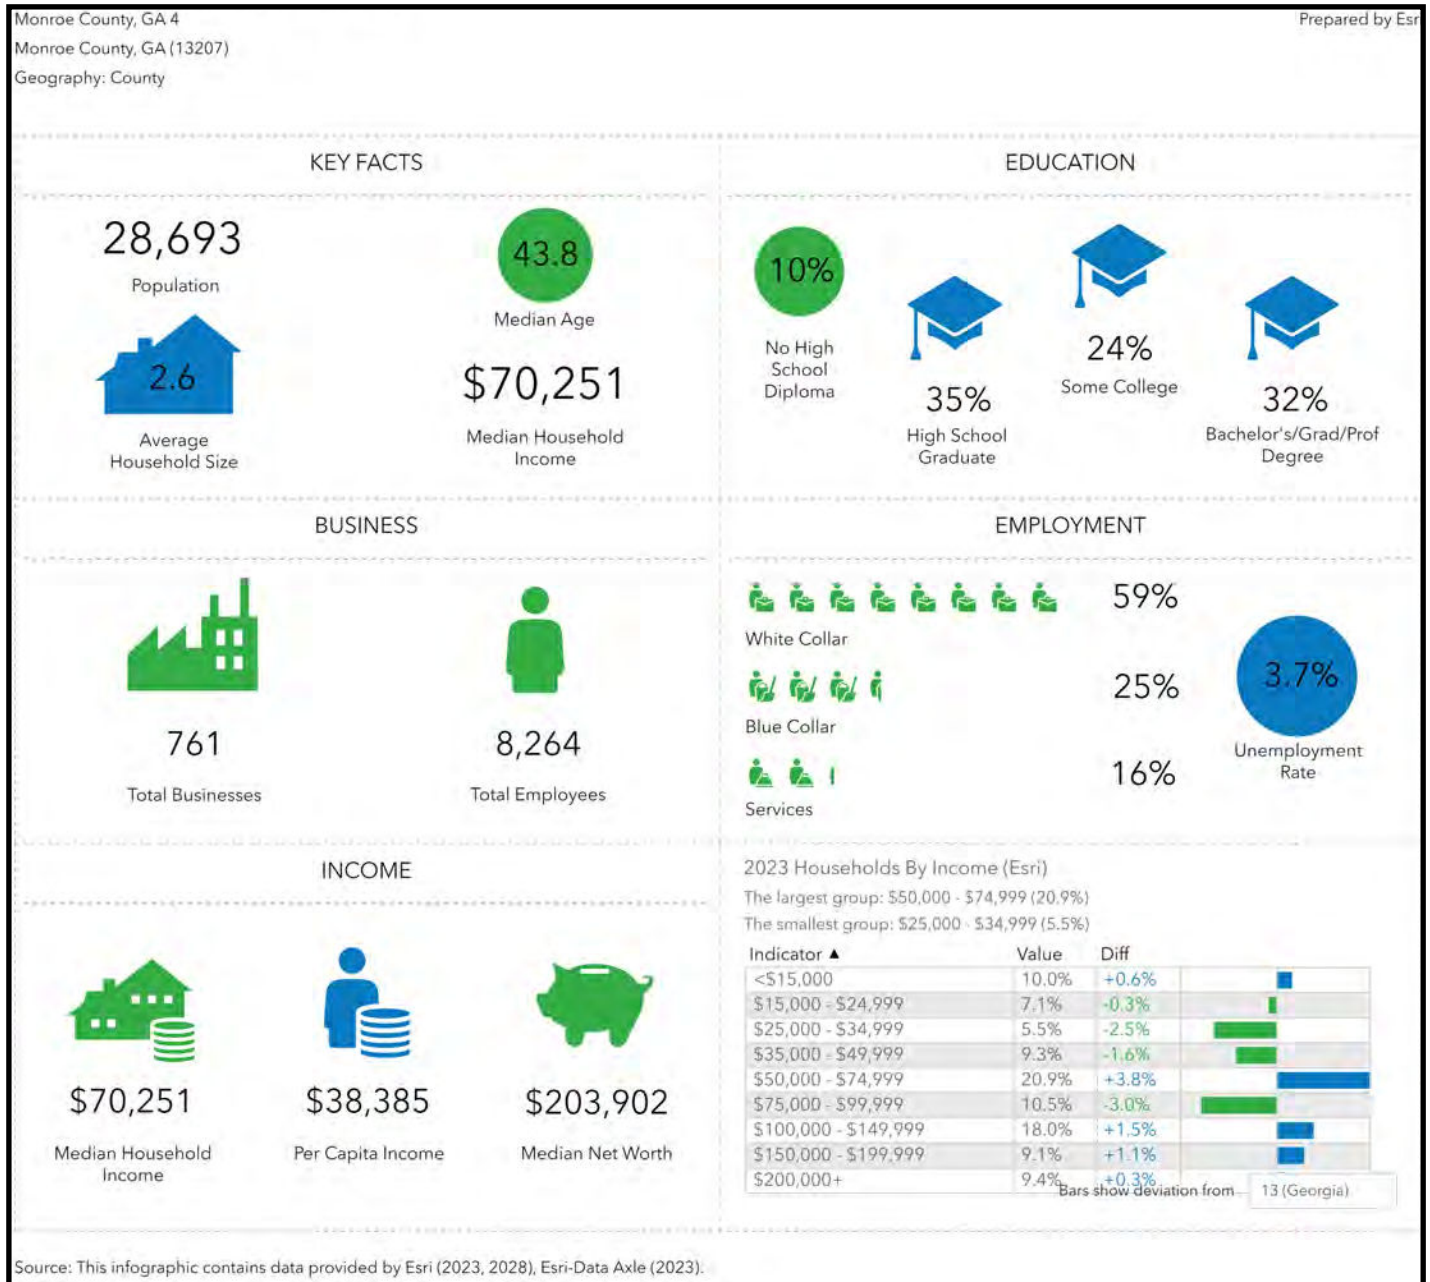 Monroe County, GA 4
Prepared by Esr
Monroe County, GA (13207)
Geography: County
KEY FACTS
28,693
Population
43.8
Median Age
2.6
Average
Household Size
$70,251
Median Household
Income
EDUCATION
10%
No High
School
Diploma
35%
High School
Graduate
24%
Some College
32%
Bachelor's/Grad/Prof
Degree
BUSINESS
761
Total Businesses
8,264
Total Employees
EMPLOYMENT
59%
White Collar
25%
Blue Collar
16%
Services
3.7%
Unemployment
Rate
INCOME
$70,251
Median Household
Income
$38,385
Per Capita Income
$203,902
Median Net Worth
2023 Households By Income (Esri)
The largest group: $50,000 - $74,999 (20.9%)
The smallest group: $25,000 - $34,999 (5.5%)
Indicator ▲ Value Diff
<$15,000 10.0% +0.6%
$15,000 - $24,999 7.1% -0.3%
$25,000 - $34,999 5.5% -2.5%
$35,000 - $49,999 9.3% -1.6%
$50,000 - $74,999 20.9% +3.8%
$75,000 - $99,999 10.5% -3.0%
$100,000 - $149,999 18.0% +1.5%
$150,000 - $199,999 9.1% +1.1%
$200,000+ 9.4% +0.3%
Bars show deviation from 13 (Georgia)
Source: This infographic contains data provided by Esri (2023, 2028), Esri-Data Axle (2023).